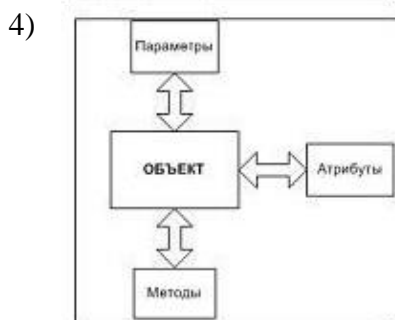 4)
Параметры
ОБЪЕКТ
Атрибуты
Методы